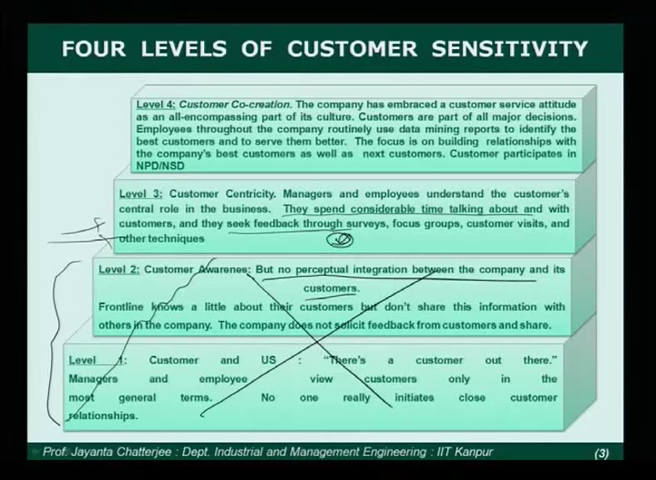 FOUR LEVELS OF CUSTOMER SENSITIVITY
Level 4: Customer Co-creation. The company has embraced a customer service attitude
as an all-encompassing part of its culture. Customers are part of all major decisions.
Employees throughout the company routinely use data mining reports to identify the
best customers and to serve them better. The focus is on building relationships with
the company's best customers as well as next customers. Customer participates in
NPD/NSD
Level 3: Customer Centricity. Managers and employees understand the customer's
central role in the business. They spend considerable time talking about and with
customers, and they seek feedback through surveys, focus groups, customer visits, and
other techniques
Level 2: Customer Awarenes: But no perceptual integration between the company and its
customers.
Frontline knows a little about their customers but don't share this information with
others in the company. The company does not solicit feedback from customers and share.
Level 1: Customer and US : "There's a customer out there."
Managers and employee view customers only in the
most general terms. No one really initiates close customer
relationships.
Prof. Jayanta Chatterjee : Dept. Industrial and Management Engineering : IIT Kanpur
(3)